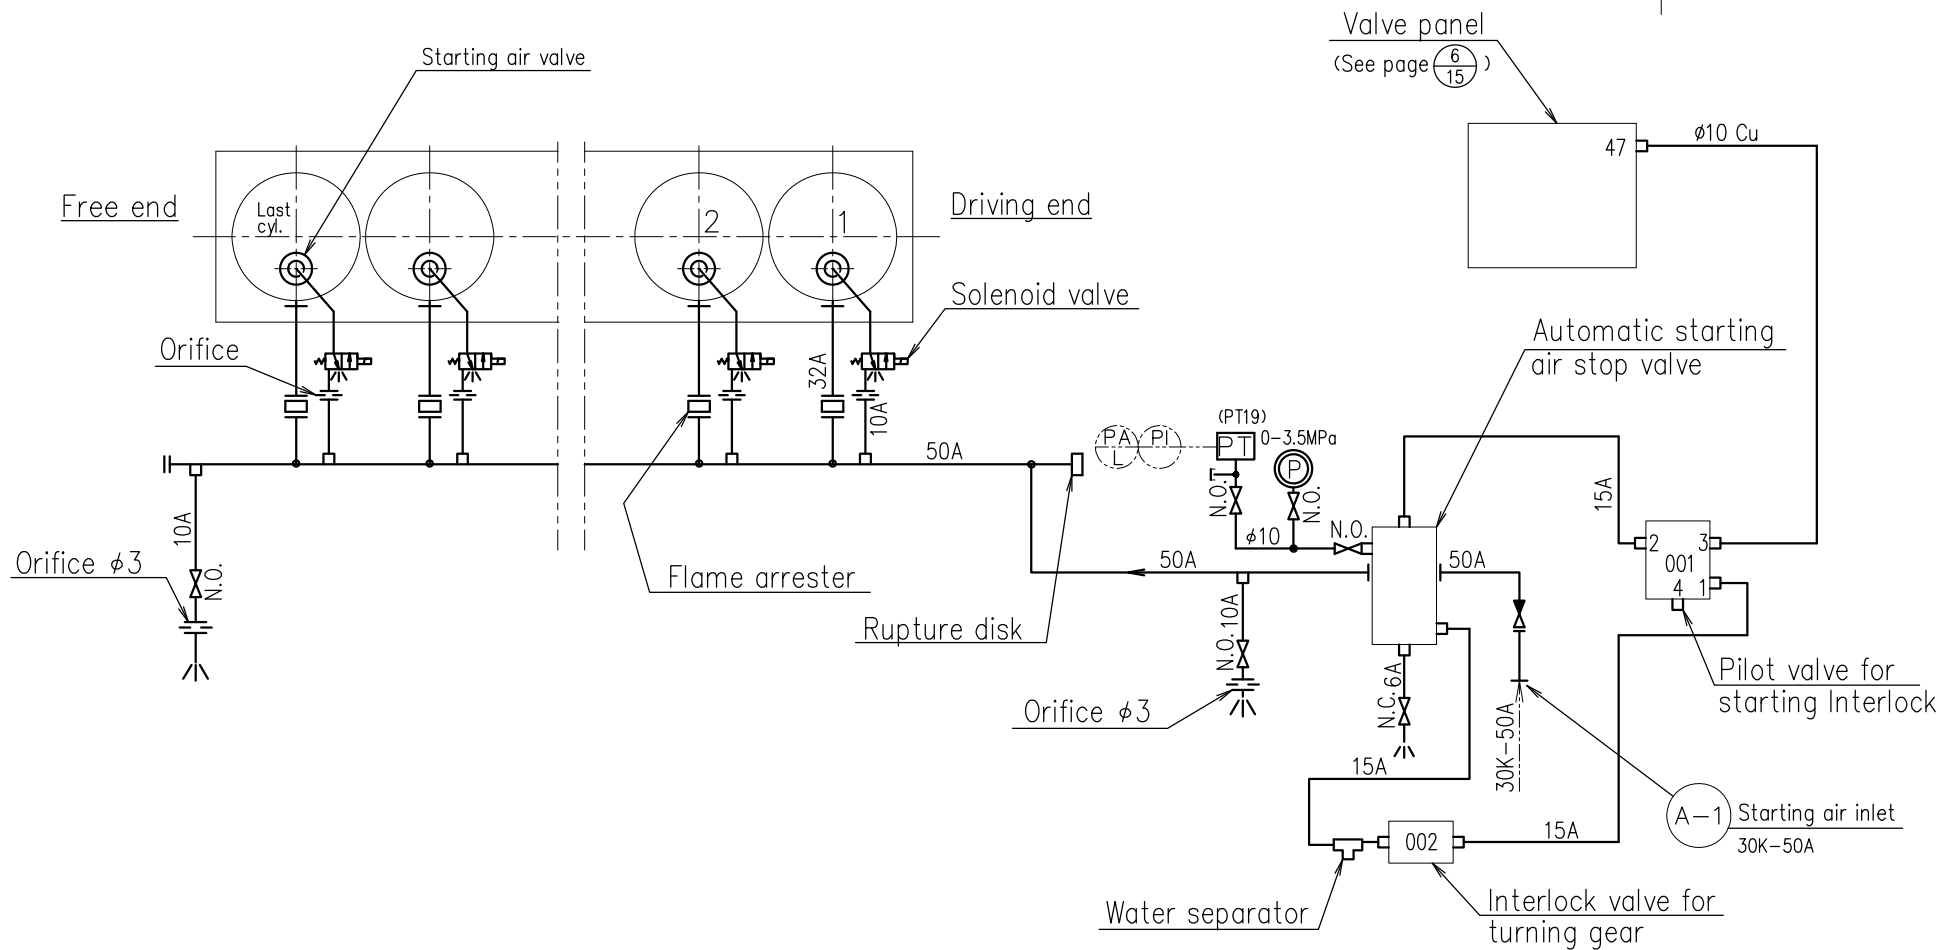 Valve panel
(See page 6/15)
Starting air valve
47
ø10 Cu
Free end
Last
cyl.
2
1
Driving end
Solenoid valve
Automatic starting
air stop valve
Orifice
32A
10A
(PT19)
PA
L
PI
PT
0-3.5MPa
P
50A
N.O.
N.O.
15A
10A
ø10
N.O.
2
3
001
4
1
Orifice ø3
N.O.
50A
50A
Flame arrester
Rupture disk
10A
N.O.
6A
N.C.
Pilot valve for
starting Interlock
Orifice ø3
30K-50A
15A
A-1
Starting air inlet
30K-50A
002
15A
Water separator
Interlock valve for
turning gear